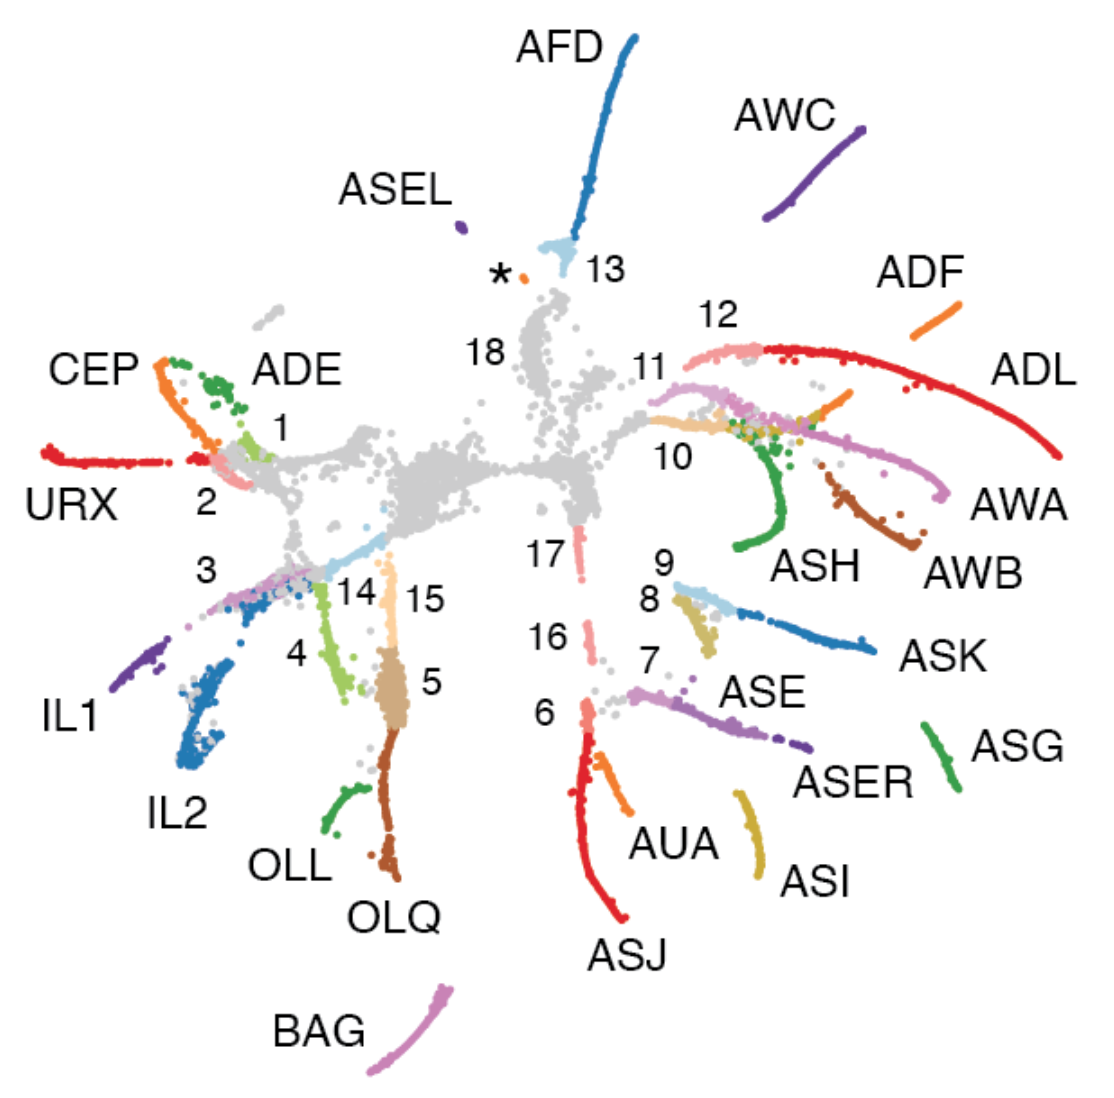 AFD
AWC
ASEL
*
13
ADF
12
18
11
CEP
ADE
ADL
1
10
URX
2
AWA
17
9
ASH
AWB
3
14
15
8
16
4
7
ASK
5
ASE
IL1
6
ASG
ASER
IL2
AUA
OLL
ASI
OLQ
ASJ
BAG